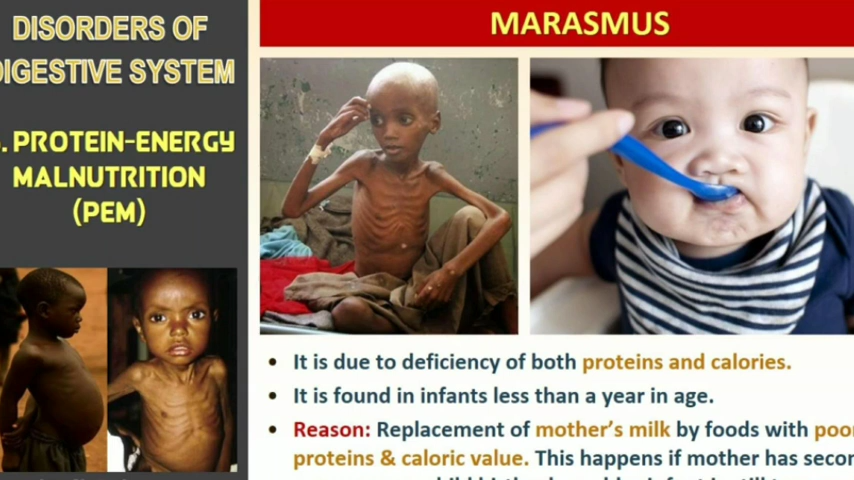 DISORDERS OF
DIGESTIVE SYSTEM
. PROTEIN-ENERGY
MALNUTRITION
(PEM)
MARASMUS
• It is due to deficiency of both proteins and calories.
• It is found in infants less than a year in age.
• Reason: Replacement of mother's milk by foods with poor
proteins & caloric value. This happens if mother has